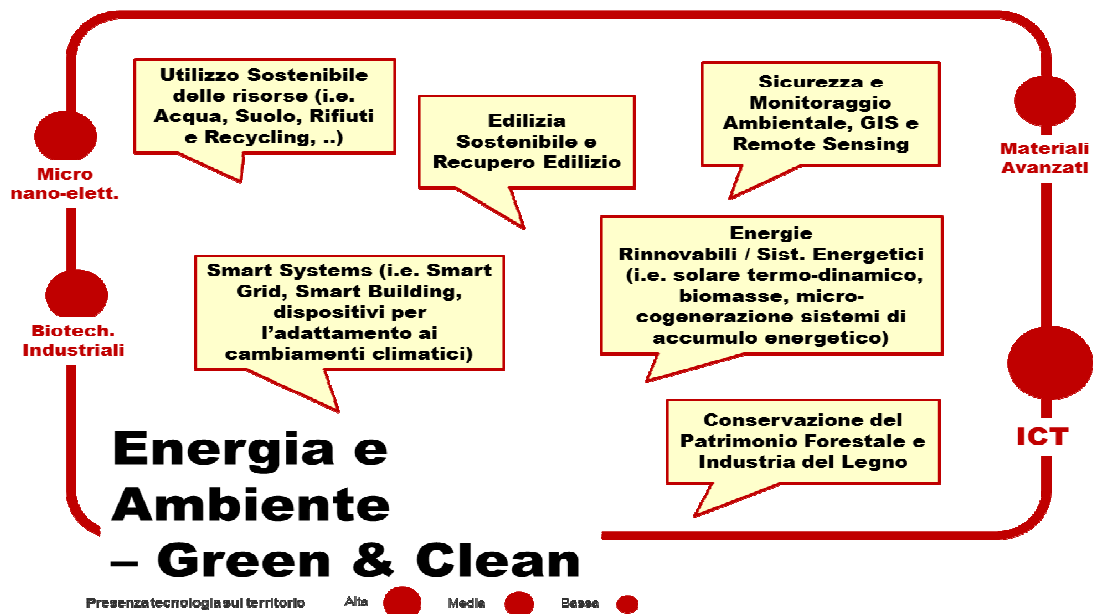 Utilizzo Sostenibile
delle risorse (i.e.
Acqua, Suolo, Rifiuti
e Recycling, ..)
Edilizia
Sostenibile e
Recupero Edilizio
Sicurezza e
Monitoraggio
Ambientale, GIS e
Remote Sensing
Micro
nano-elett.
Materiali
Avanzati
Smart Systems (i.e. Smart
Grid, Smart Building,
dispositivi per
l’adattamento ai
cambiamenti climatici)
Energie
Rinnovabili / Sist. Energetici
(i.e. solare termo-dinamico,
biomasse, micro-
cogenerazione sistemi di
accumulo energetico)
Biotech.
Industriali
Conservazione del
Patrimonio Forestale e
Industria del Legno
ICT
Energia e
Ambiente
– Green & Clean
Presenza tecnologia sul territorio Alta Media Bassa